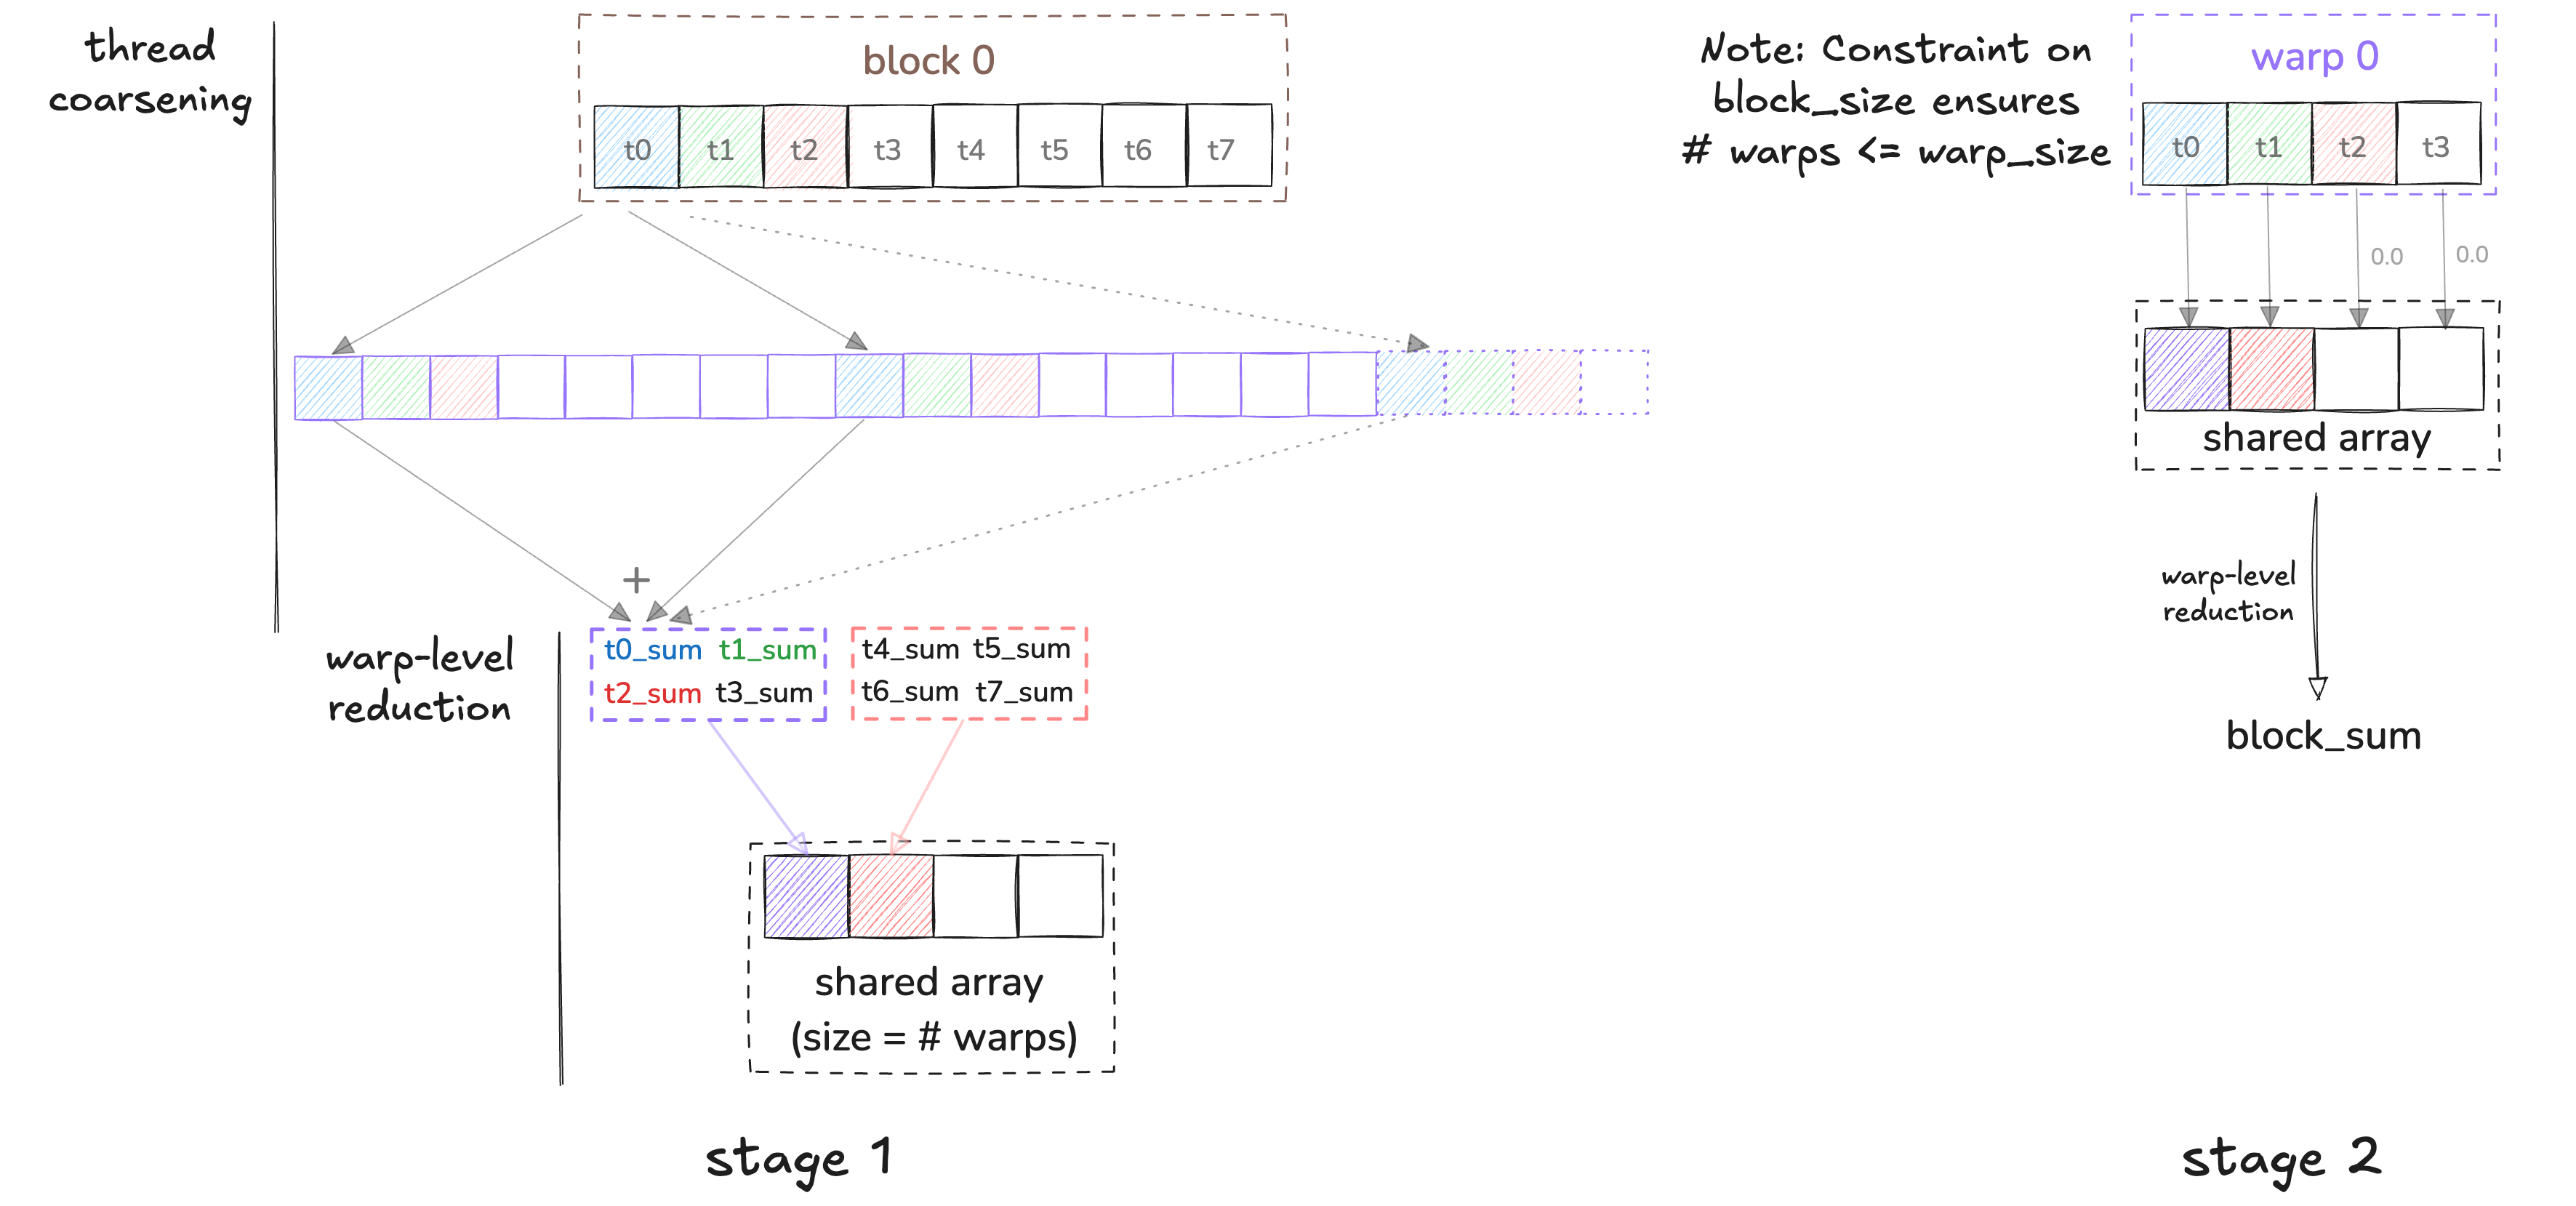 thread
coarsening
block 0
t0 t1 t2 t3 t4 t5 t6 t7
+
warp-level
reduction
t0_sum t1_sum
t2_sum t3_sum
t4_sum t5_sum
t6_sum t7_sum
shared array
(size = # warps)
stage 1
Note: Constraint on
block_size ensures
# warps <= warp_size
warp 0
t0 t1 t2 t3
0.0 0.0
shared array
warp-level
reduction
block_sum
stage 2